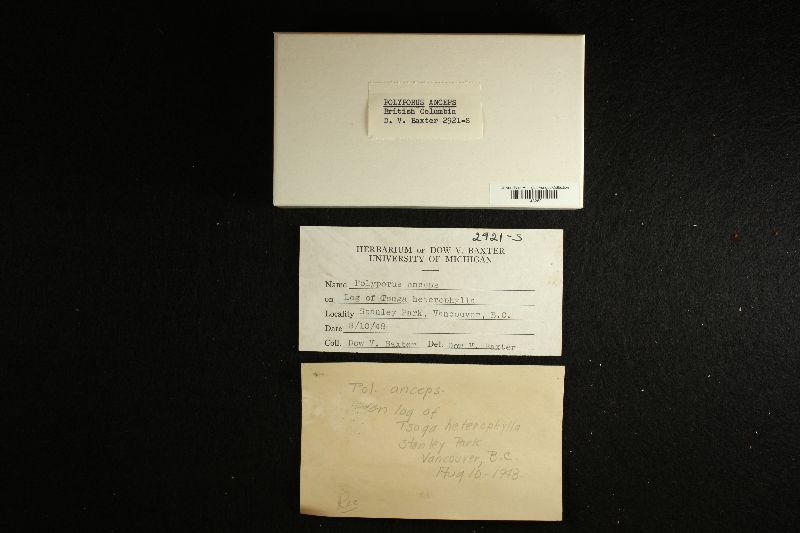 POLYPORUS ANCEPS
British Columbia
D. V. Baxter 2921-S
2921-S
HERBARIUM OF DOW V. BAXTER
UNIVERSITY OF MICHIGAN
Name Polyporus anceps
on Log of Tsuga heterophylla
Locality Stanley Park, Vancouver, B.C.
Date 8/10/48
Coll. Dow V. Baxter Det. Dow V. Baxter
Pol. anceps
on log of
Tsuga heterophylla
Stanley Park
Vancouver, B.C.
Aug 10-1948
Rec